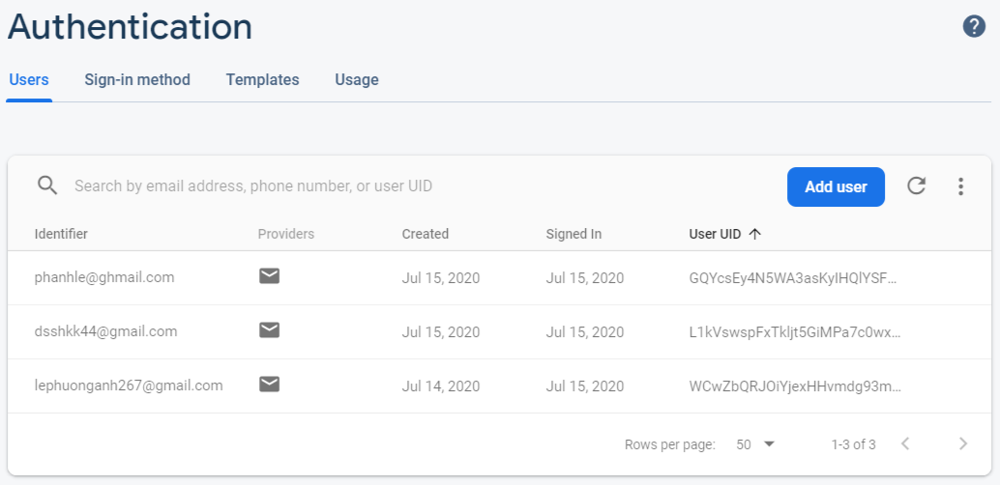 Authentication
Users Sign-in method Templates Usage
Search by email address, phone number, or user UID Add user
Identifier Providers Created Signed In User UID
phanhle@ghmail.com Jul 15, 2020 Jul 15, 2020 GQYcsEy4N5WA3asKyIHQlYSF...
dsshkk44@gmail.com Jul 15, 2020 Jul 15, 2020 L1kVswspFxTkljt5GiMPa7c0wx...
lephuonganh267@gmail.com Jul 14, 2020 Jul 15, 2020 WCwZbQRJOiYjexHHvmdg93m...
Rows per page: 50 1-3 of 3